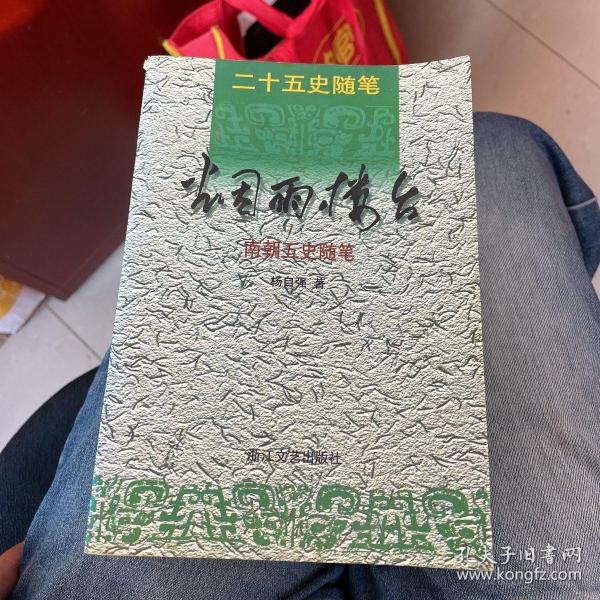 二十五史随笔
烟雨楼台
南朝五史随笔
杨自强 著
浙江文艺出版社
孔夫子旧书网
www.kongfz.com